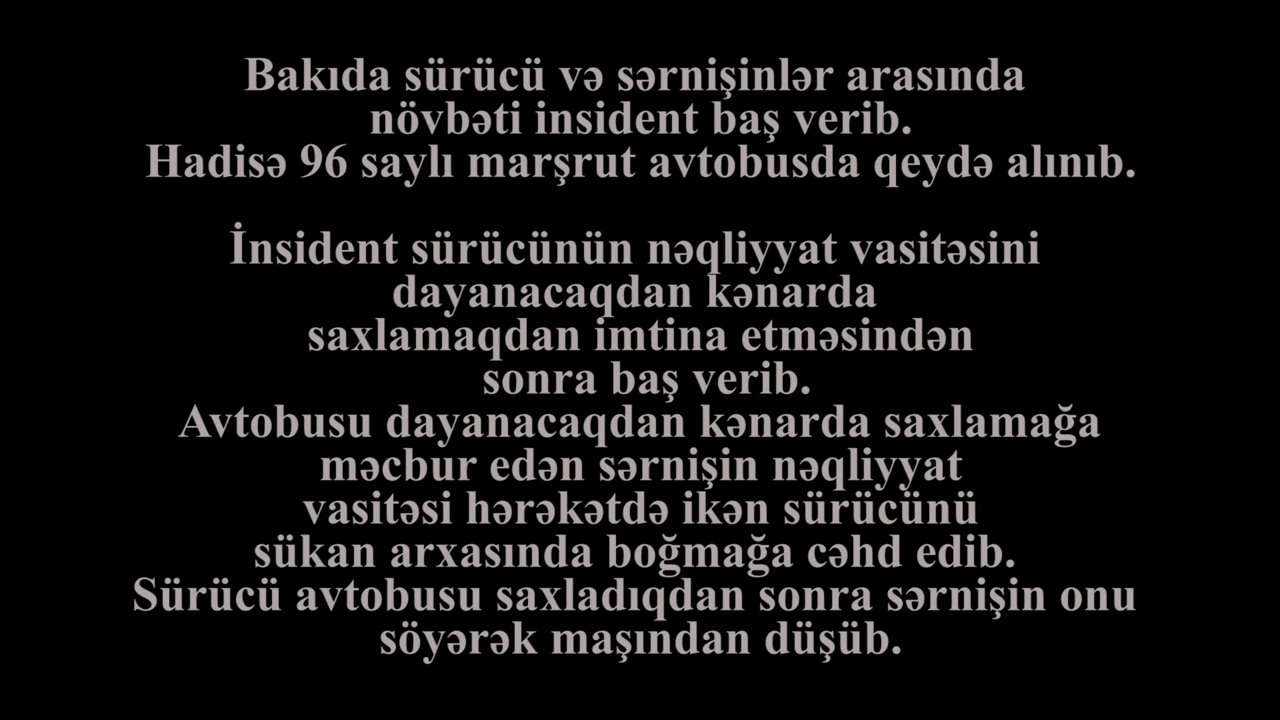 Bakıda sürücü və sərnişinlər arasında
növbəti insident baş verib.
Hadisə 96 saylı marşrut avtobusda qeydə alınıb.
İnsident sürücünün nəqliyyat vasitəsini
dayanacaqdan kənarda
saxlamaqdan imtina etməsindən
sonra baş verib.
Avtobusu dayanacaqdan kənarda saxlamağa
məcbur edən sərnişin nəqliyyat
vasitəsi hərəkətdə ikən sürücünü
sükan arxasında boğmağa cəhd edib.
Sürücü avtobusu saxladıqdan sonra sərnişin onu
söyərək maşından düşüb.